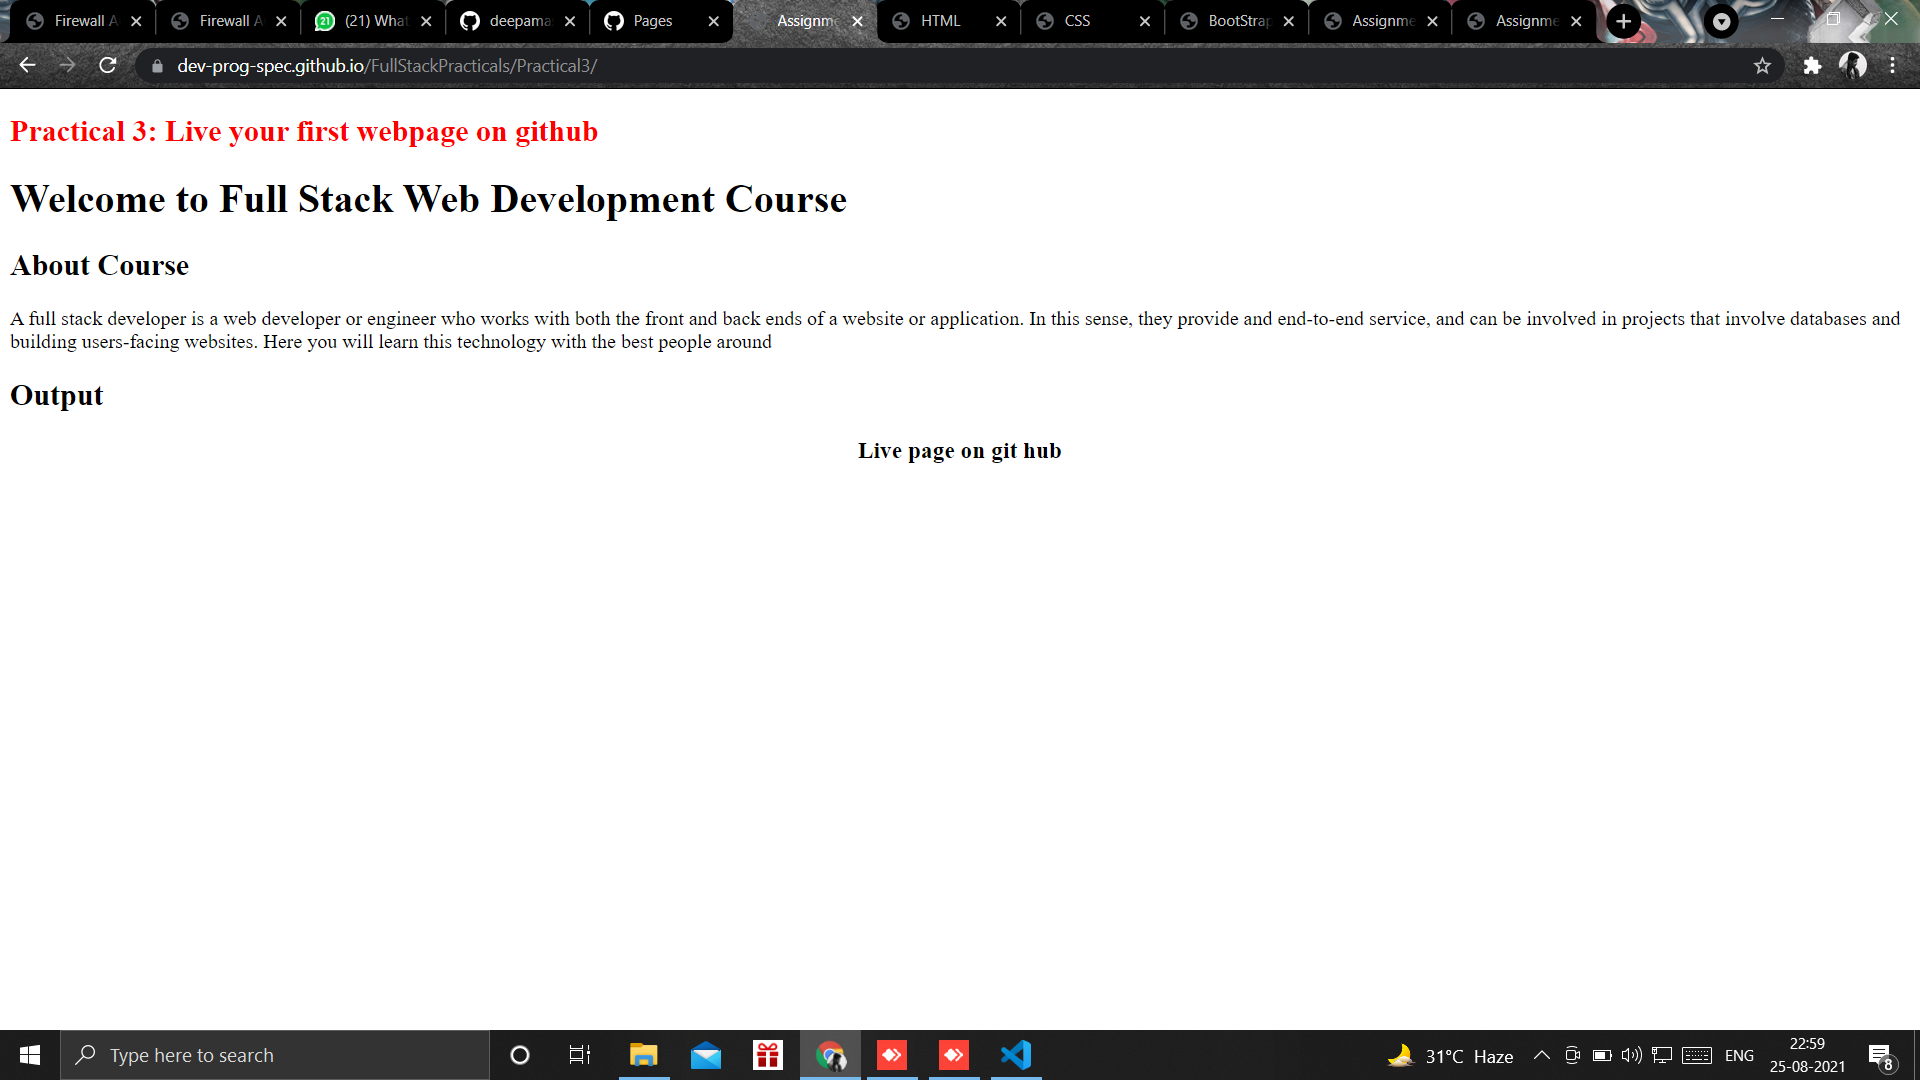 Firewall A
Firewall A
(21) What
deepama
Pages
Assignme
HTML
CSS
BootStrap
Assignme
Assignme
dev-prog-spec.github.io/FullStackPracticals/Practical3/
Practical 3: Live your first webpage on github
Welcome to Full Stack Web Development Course
About Course
A full stack developer is a web developer or engineer who works with both the front and back ends of a website or application. In this sense, they provide and end-to-end service, and can be involved in projects that involve databases and
building users-facing websites. Here you will learn this technology with the best people around
Output
Live page on git hub
Type here to search
31°C Haze
ENG
22:59
25-08-2021
8